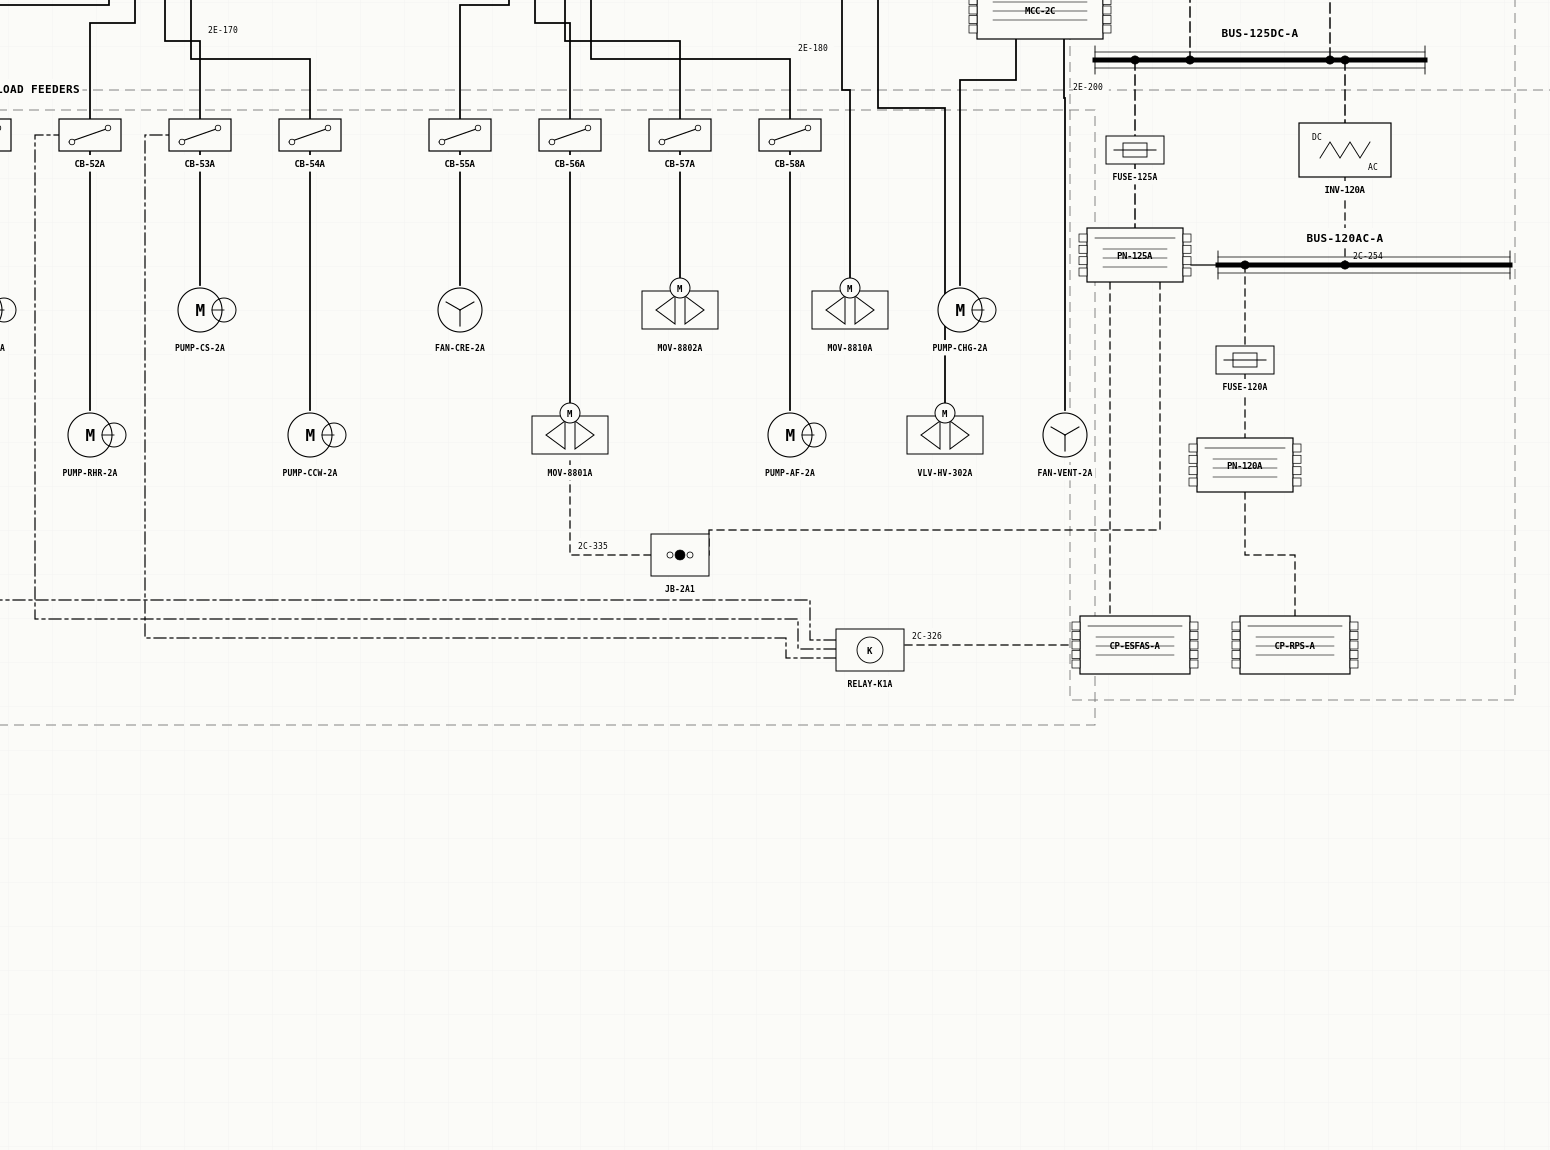 MCC-2C
2E-170
BUS-125DC-A
2E-180
LOAD FEEDERS
2E-200
CB-52A
CB-53A
CB-54A
CB-55A
CB-56A
CB-57A
CB-58A
FUSE-125A
DC
AC
INV-120A
BUS-120AC-A
PN-125A
2C-254
M
M
M
M
M
A
PUMP-CS-2A
FAN-CRE-2A
MOV-8802A
MOV-8810A
PUMP-CHG-2A
FUSE-120A
M
M
M
M
M
PN-120A
PUMP-RHR-2A
PUMP-CCW-2A
MOV-8801A
PUMP-AF-2A
VLV-HV-302A
FAN-VENT-2A
2C-335
JB-2A1
2C-326
K
CP-ESFAS-A
CP-RPS-A
RELAY-K1A